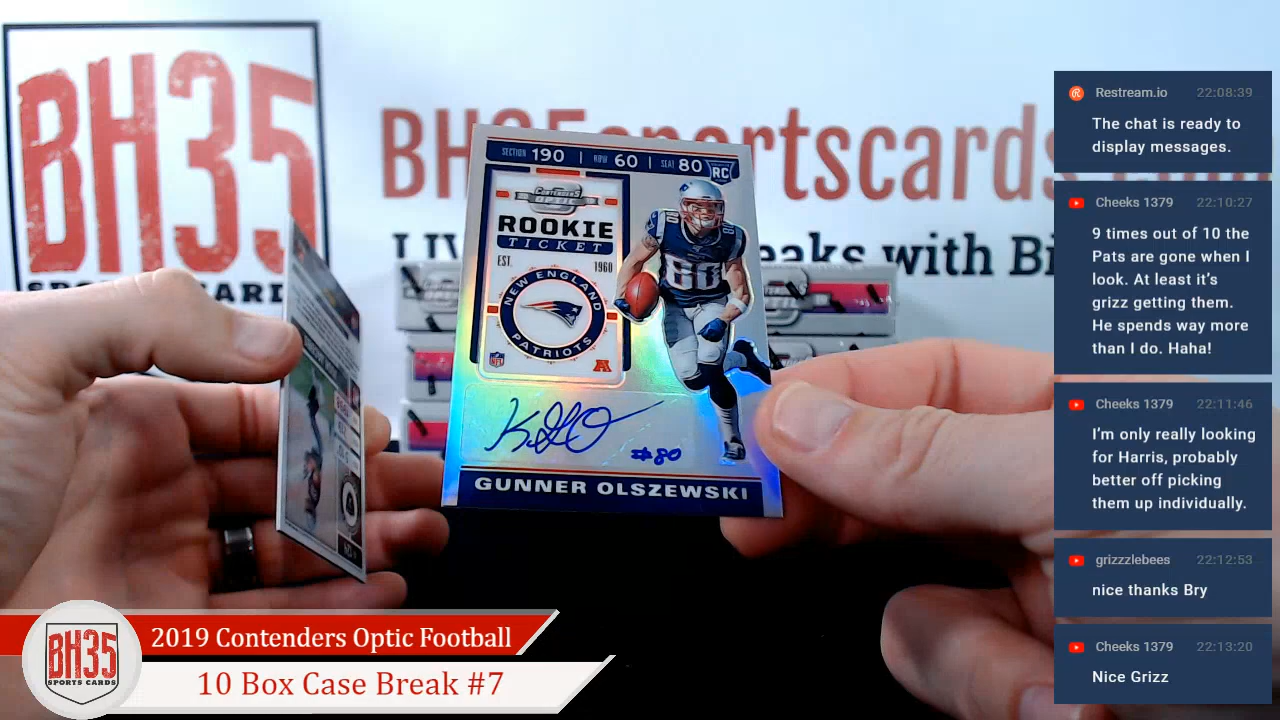 BH35
BH35sportscards
SECTION 190 | ROW 60 | SEAT 80 RC
CONTENDERS
OPTIC
ROOKIE
TICKET
EST. 1960
NEW ENGLAND
PATRIOTS
NFL A
#80
GUNNER OLSZEWSKI
80
BH35
SPORTS CARDS
2019 Contenders Optic Football
10 Box Case Break #7
Restream.io 22:08:39
The chat is ready to
display messages.
Cheeks 1379 22:10:27
9 times out of 10 the
Pats are gone when I
look. At least it's
grizz getting them.
He spends way more
than I do. Haha!
Cheeks 1379 22:11:46
I'm only really looking
for Harris, probably
better off picking
them up individually.
grizzzlebees 22:12:53
nice thanks Bry
Cheeks 1379 22:13:20
Nice Grizz